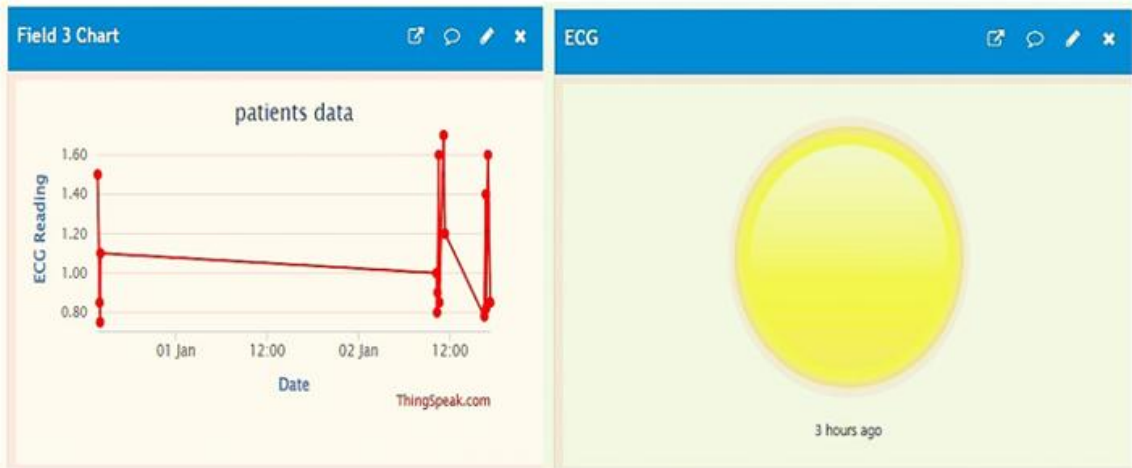 Field 3 Chart
patients data
ECG Reading
1.60
1.40
1.20
1.00
0.80
01 Jan
12:00
02 Jan
12:00
Date
ThingSpeak.com
ECG
3 hours ago